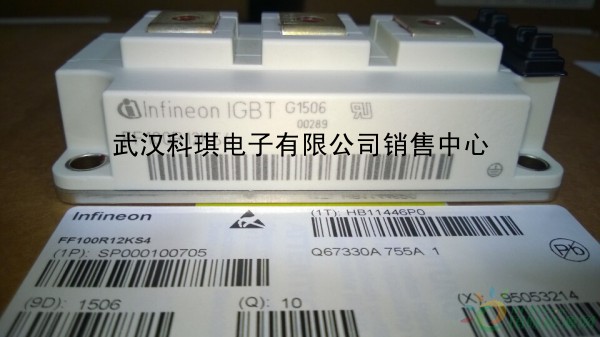 Infineon IGBT G1506
00289
武汉科琪电子有限公司销售中心
Infineon
FF100R12KS4
(1P): SP000100705
(1T): HB11446P0
Q67330A 755A 1
Pb
(9D): 1506
(Q): 10
(X): 95053214